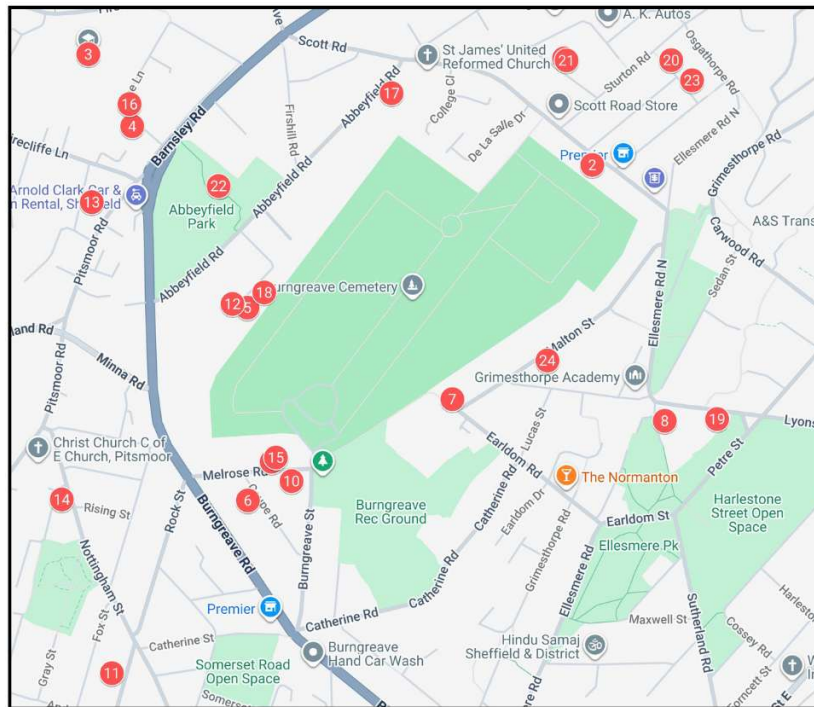 Scott Rd
A. K. Autos
St James' United
Reformed Church
Osgathorpe Rd
Sturton Rd
3
21
20
23
16
4
17
Abbeyfield Rd
College Cl
Firshill Rd
Scott Road Store
De La Salle Dr
Ellesmere Rd N
Grimesthorpe Rd
Barnsley Rd
Premier
2
Arnold Clark Car &
13
22
Abbeyfield
Park
Abbeyfield Rd
A&S Trans
Carwood Rd
Pitsmoor Rd
Sedan St
Ellesmere Rd N
Abbeyfield Rd
12
5
18
Burngreave Cemetery
Malton St
Minna Rd
Pitsmoor Rd
24
Grimesthorpe Academy
7
8
19
Lyons
Lucas St
Petre St
Christ Church C of
E Church, Pitsmoor
Earldom Rd
Melrose Rd
15
10
6
The Normanton
14
Rising St
Rock St
Burngreave Rd
Burngreave St
Burngreave
Rec Ground
Catherine Rd
Earldom Dr
Grimesthorpe Rd
Earldom St
Harlestone
Street Open
Space
Ellesmere Pk
Nottingham St
Ellesmere Rd
Catherine Rd
Premier
Catherine Rd
Maxwell St
Sutherland Rd
Fox St
Gray St
Catherine St
Burngreave
Hand Car Wash
Hindu Samaj
Sheffield & District
Cossey Rd
Somerset Road
Open Space
11